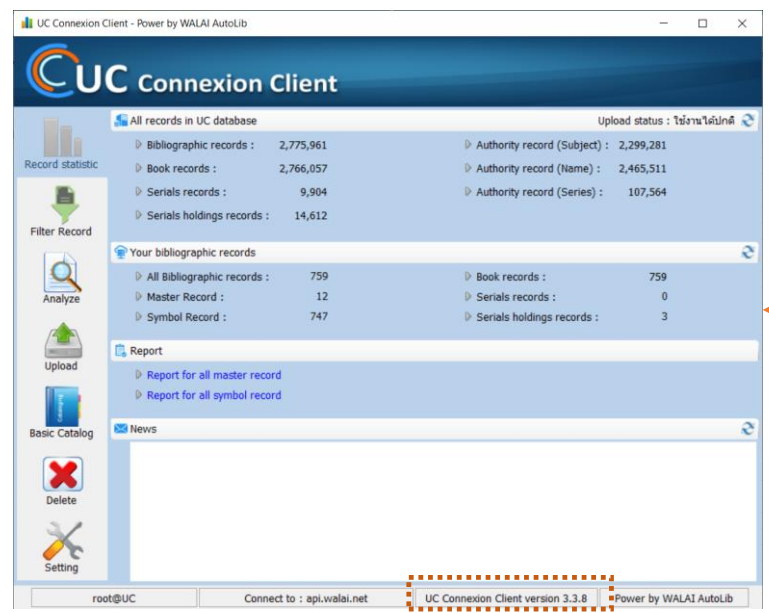 UC Connexion Client - Power by WALAI AutoLib
UC Connexion Client
All records in UC database
Upload status : ใช้งานได้ปกติ
Bibliographic records : 2,775,961
Authority record (Subject) : 2,299,281
Book records : 2,766,057
Authority record (Name) : 2,465,511
Serials records : 9,904
Authority record (Series) : 107,564
Serials holdings records : 14,612
Your bibliographic records
All Bibliographic records : 759
Book records : 759
Master Record : 12
Serials records : 0
Symbol Record : 747
Serials holdings records : 3
Report
Report for all master record
Report for all symbol record
News
Record statistic
Filter Record
Analyze
Upload
Basic Catalog
Delete
Setting
root@UC
Connect to : api.walai.net
UC Connexion Client version 3.3.8
Power by WALAI AutoLib